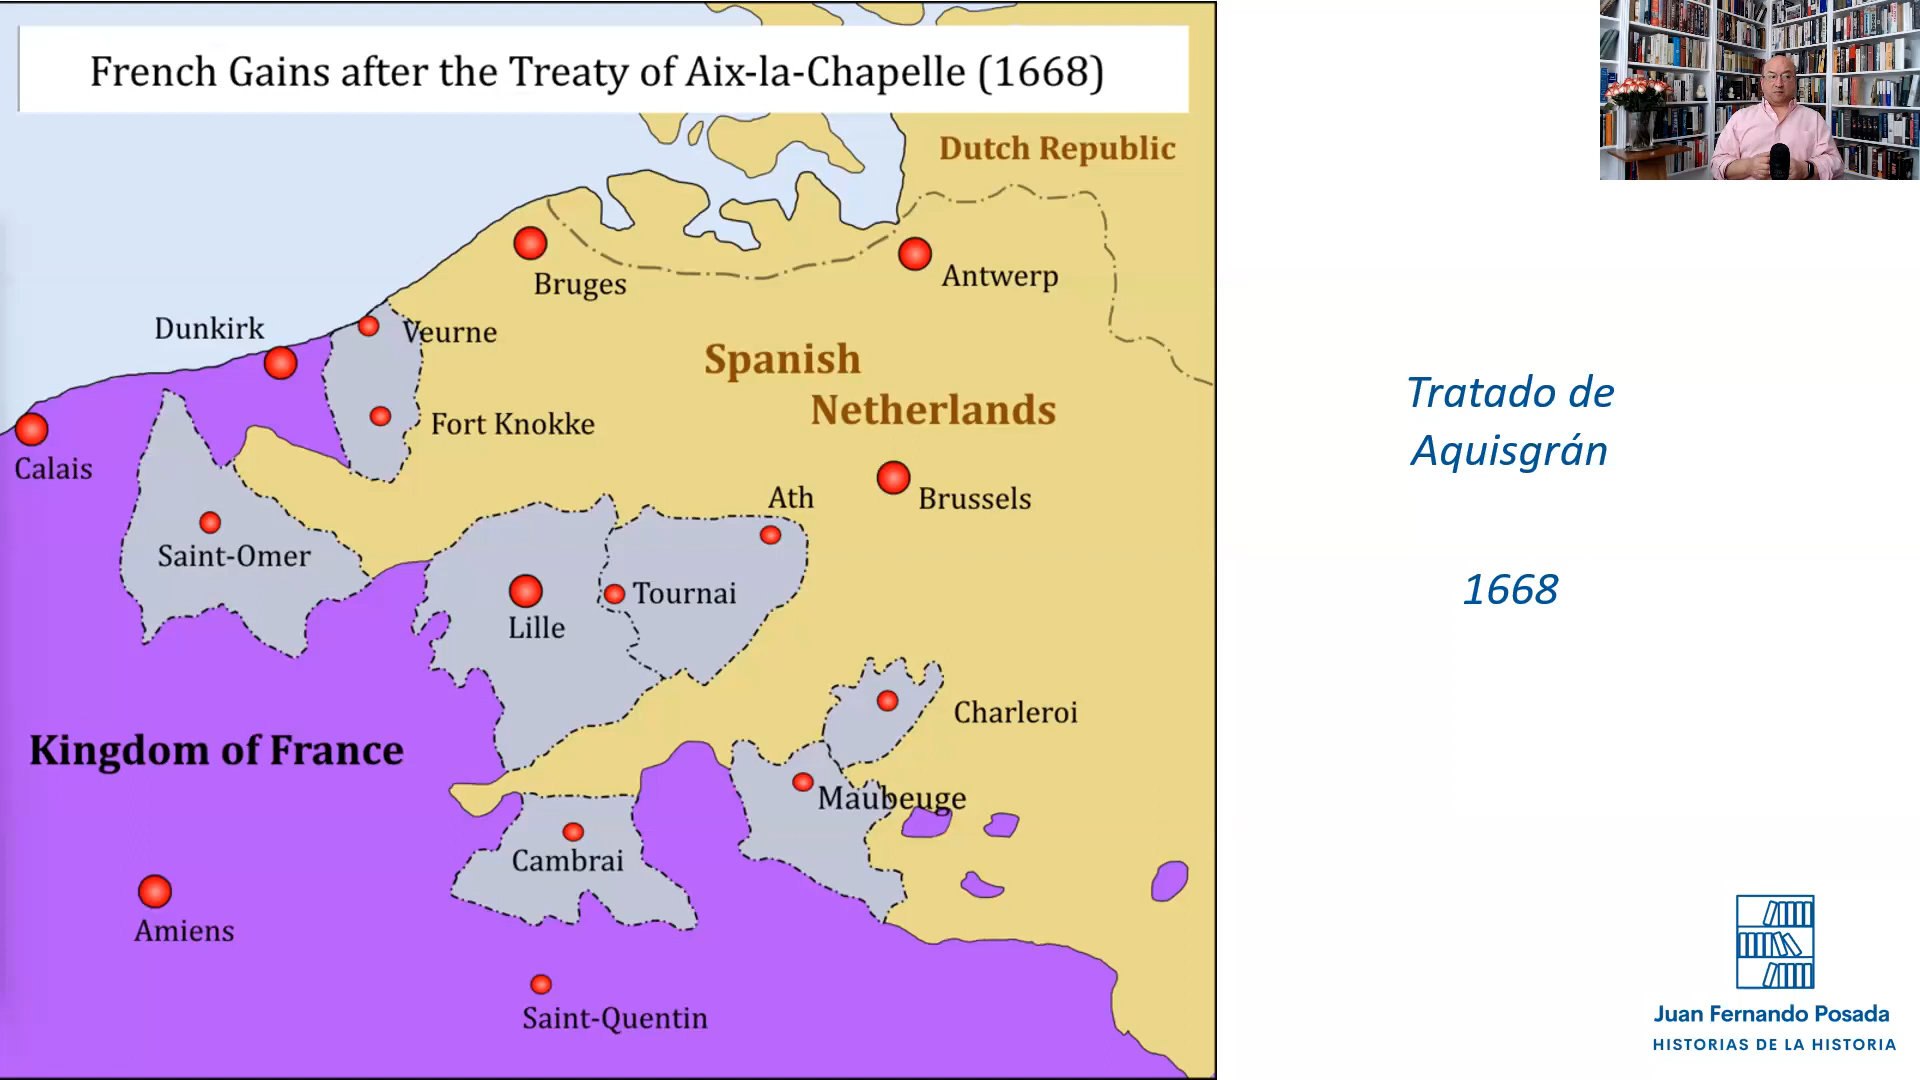 French Gains after the Treaty of Aix-la-Chapelle (1668)
Dutch Republic
Bruges
Antwerp
Dunkirk
Veurne
Spanish
Netherlands
Fort Knokke
Calais
Ath
Brussels
Saint-Omer
Tournai
Lille
Charleroi
Kingdom of France
Maubeuge
Cambrai
Amiens
Saint-Quentin
Tratado de
Aquisgrán
1668
Juan Fernando Posada
HISTORIAS DE LA HISTORIA